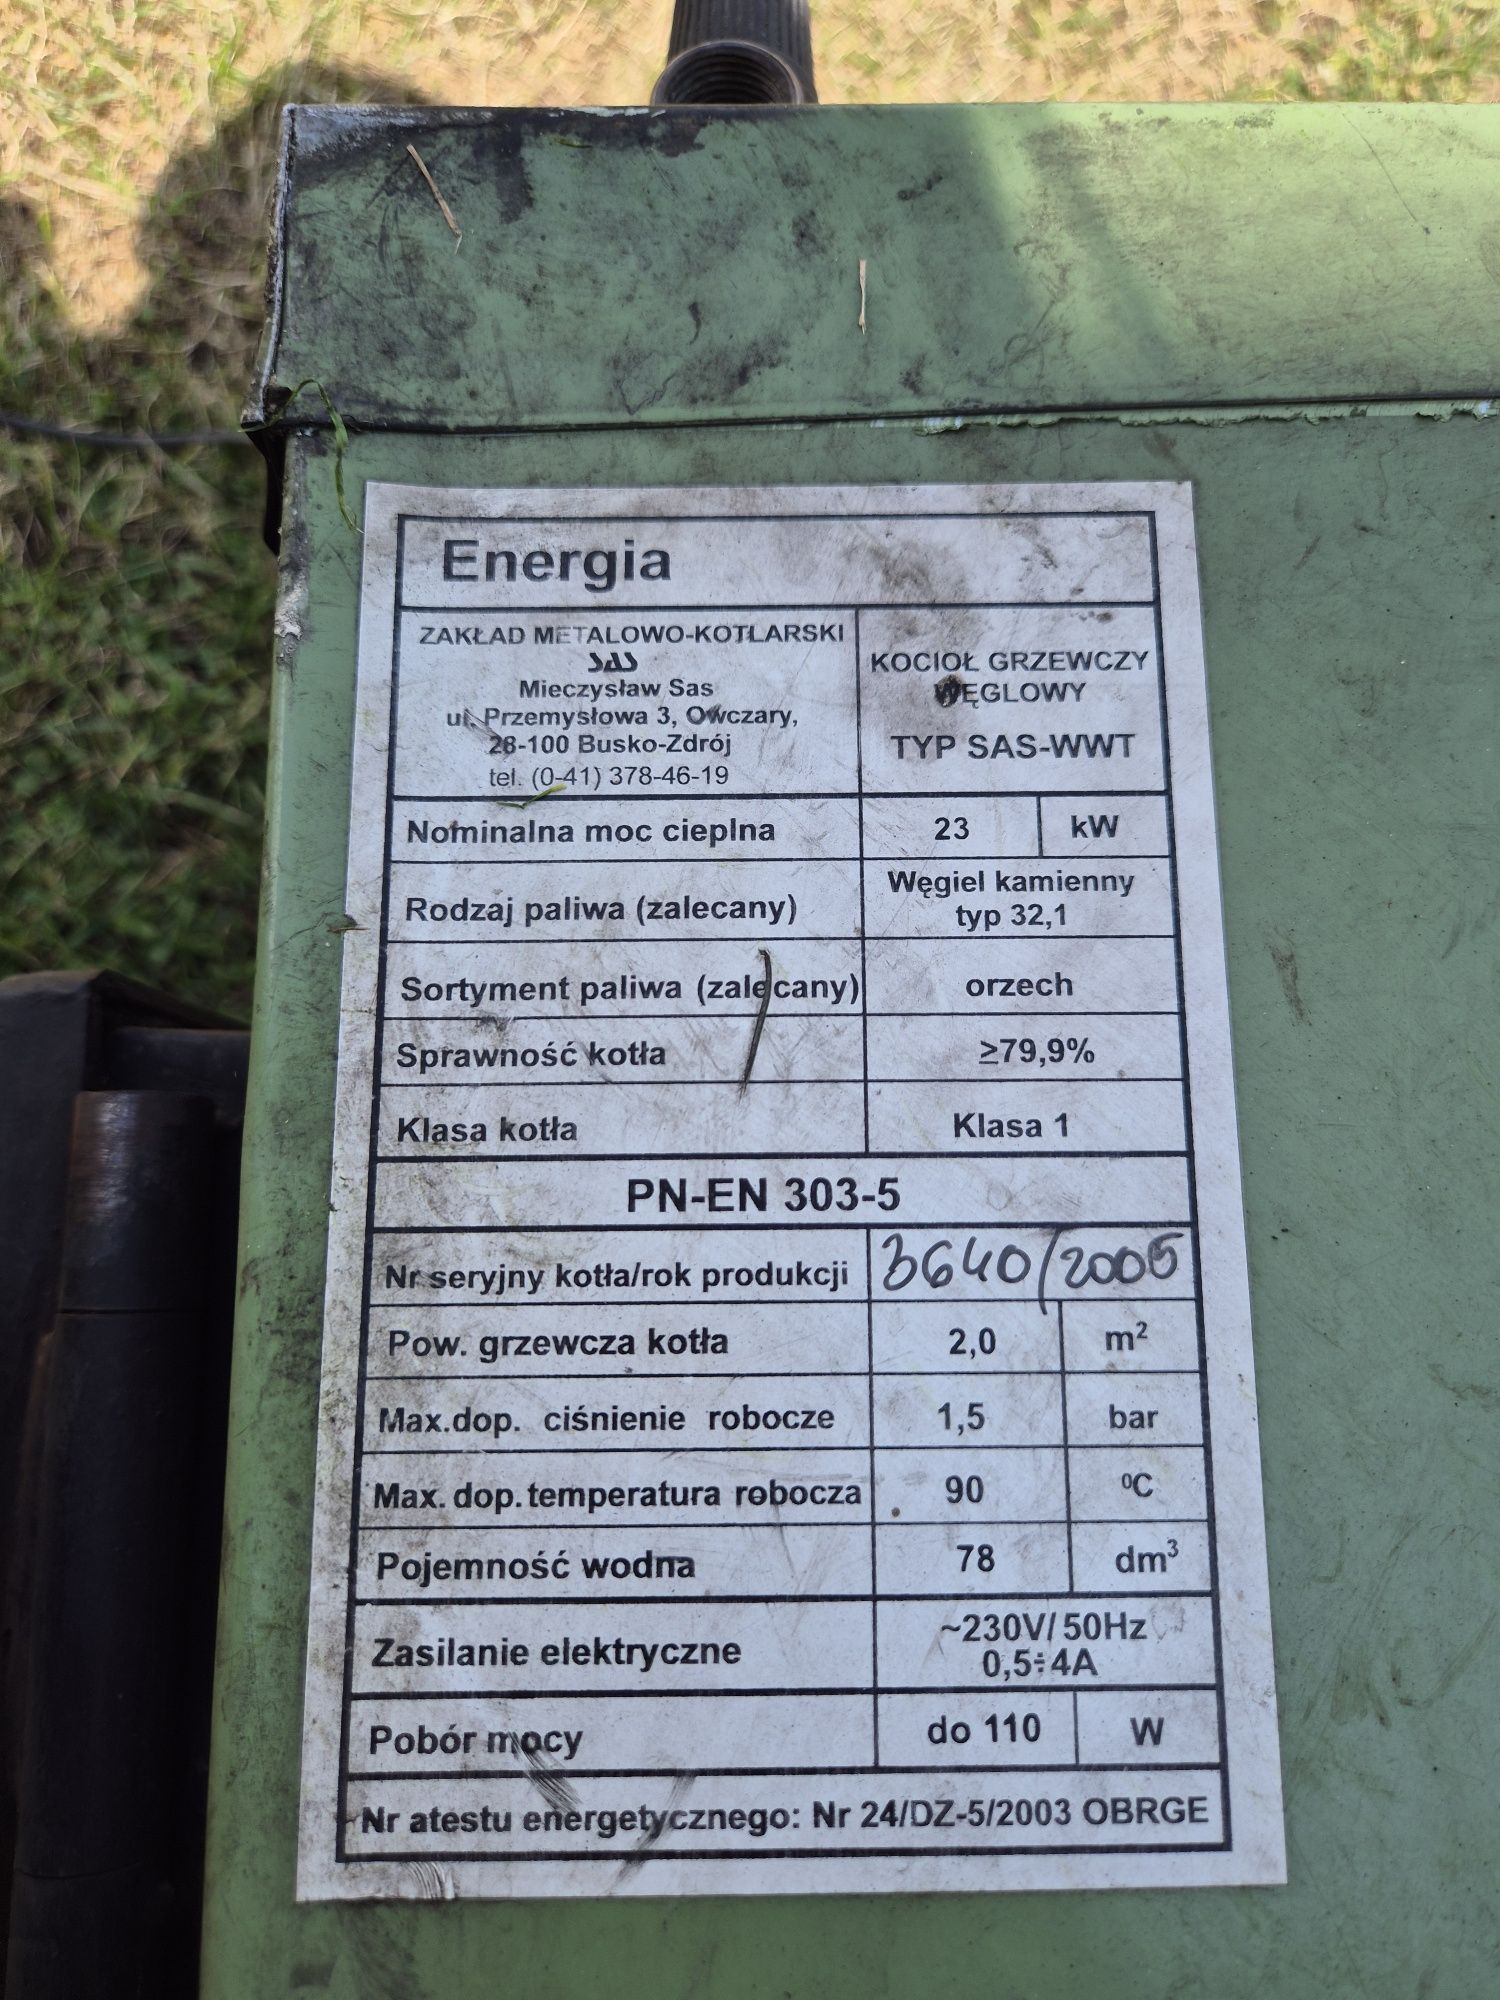 Energia
ZAKŁAD METALOWO-KOTLARSKI
SAS
Mieczysław Sas
ul. Przemysłowa 3, Owczary,
28-100 Busko-Zdrój
tel. (0-41) 378-46-19
KOCIOŁ GRZEWCZY
WĘGLOWY
TYP SAS-WWT
Nominalna moc cieplna 23 kW
Rodzaj paliwa (zalecany) Węgiel kamienny
typ 32,1
Sortyment paliwa (zalecany) orzech
Sprawność kotła ≥79,9%
Klasa kotła Klasa 1
PN-EN 303-5
Nr seryjny kotła/rok produkcji 3640/2005
Pow. grzewcza kotła 2,0 m²
Max.dop. ciśnienie robocze 1,5 bar
Max. dop. temperatura robocza 90 ⁰C
Pojemność wodna 78 dm³
Zasilanie elektryczne ~230V/ 50Hz
0,5÷4A
Pobór mocy do 110 W
Nr atestu energetycznego: Nr 24/DZ-5/2003 OBRGE